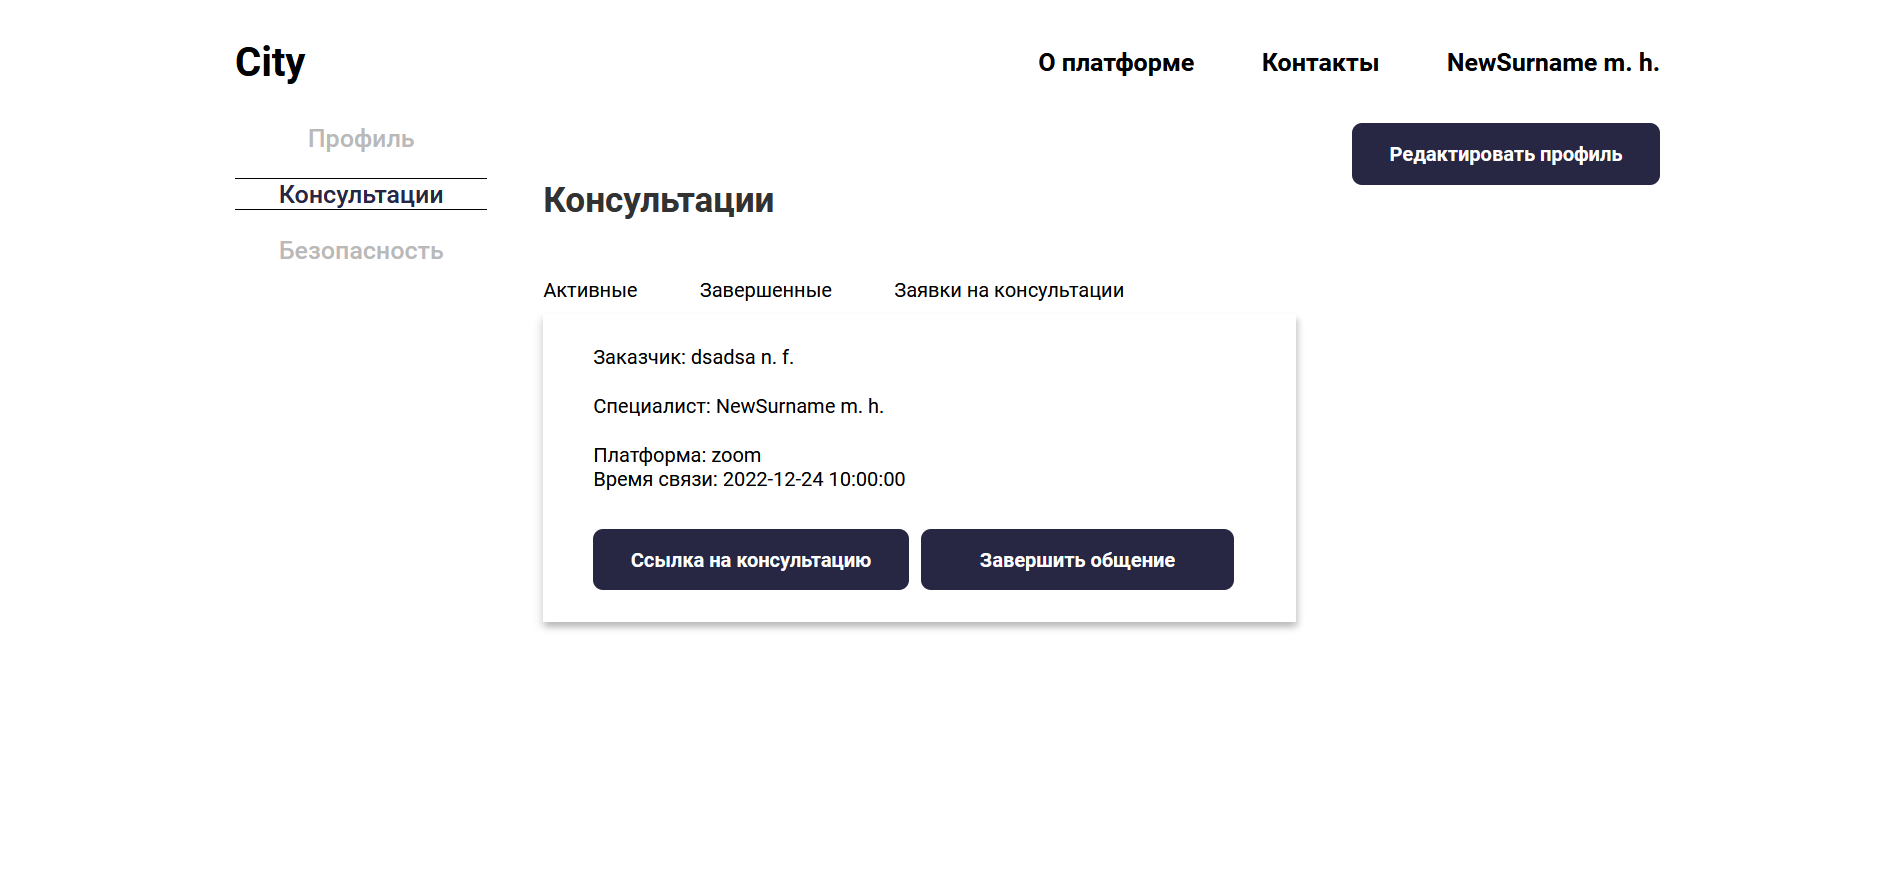 City
О платформе
Контакты
NewSurname m. h.
Профиль
Консультации
Безопасность
Редактировать профиль
Консультации
Активные
Завершенные
Заявки на консультации
Заказчик: dsadsa n. f.
Специалист: NewSurname m. h.
Платформа: zoom
Время связи: 2022-12-24 10:00:00
Ссылка на консультацию
Завершить общение